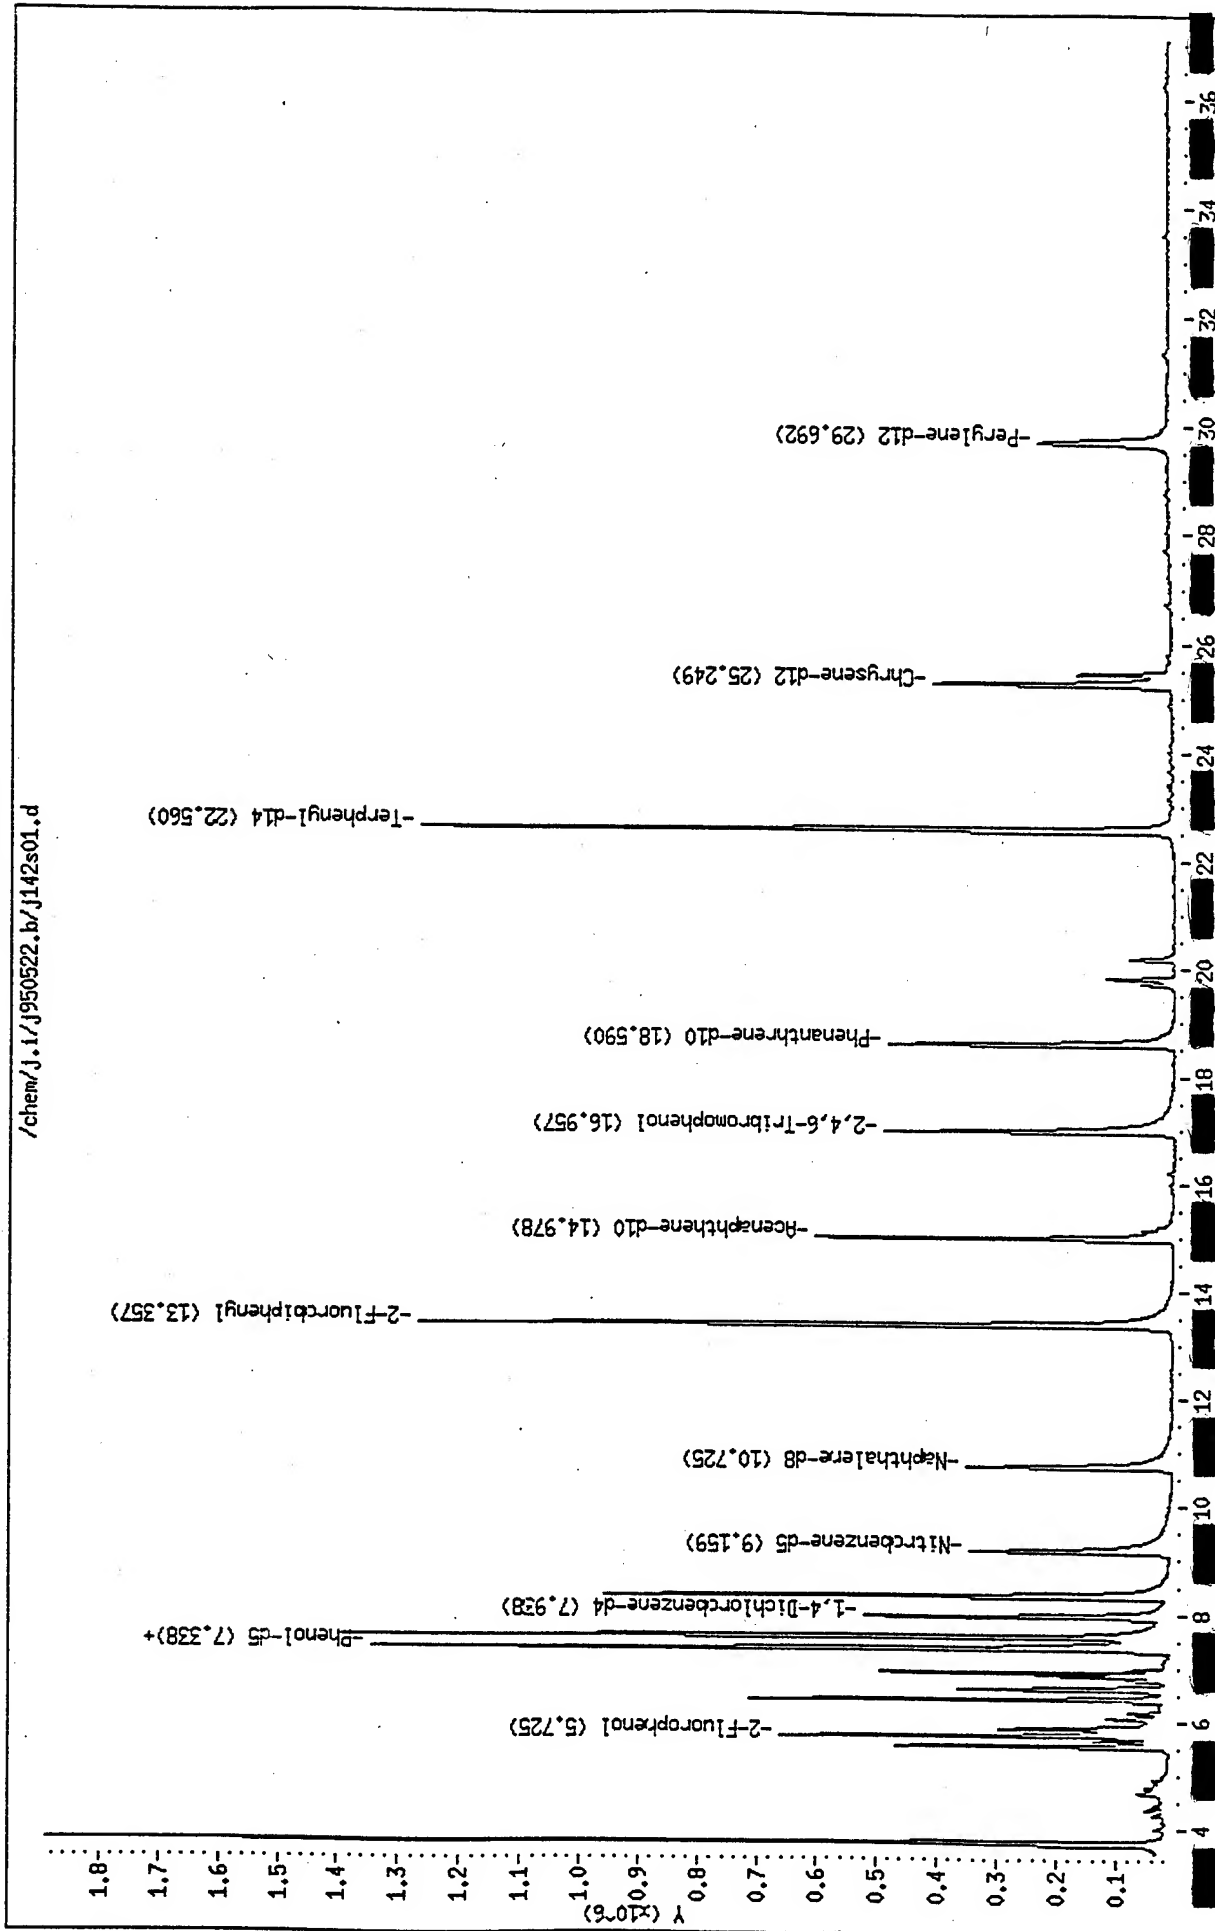 /chem/j.i/j950522.b/j142s01.d
Y (x10^6)
1.8-
1.7-
1.6-
1.5-
1.4-
1.3-
1.2-
1.1-
1.0-
0.9-
0.8-
0.7-
0.6-
0.5-
0.4-
0.3-
0.2-
0.1-
-2-Fluorophenol (5.725)
-Phenol-d5 (7.338)+
-1,4-Dichlorobenzene-d4 (7.938)
-Nitrobenzene-d5 (9.159)
-Naphthalene-d8 (10.725)
-2-Fluorobiphenyl (13.357)
-Acenaphthene-d10 (14.978)
-2,4,6-Tribromophenol (16.957)
-Phenanthrene-d10 (18.590)
-Terphenyl-d14 (22.560)
-Chrysene-d12 (25.249)
-Perylene-d12 (29.692)
4 6 8 10 12 14 16 18 20 22 24 26 28 30 32 34 36